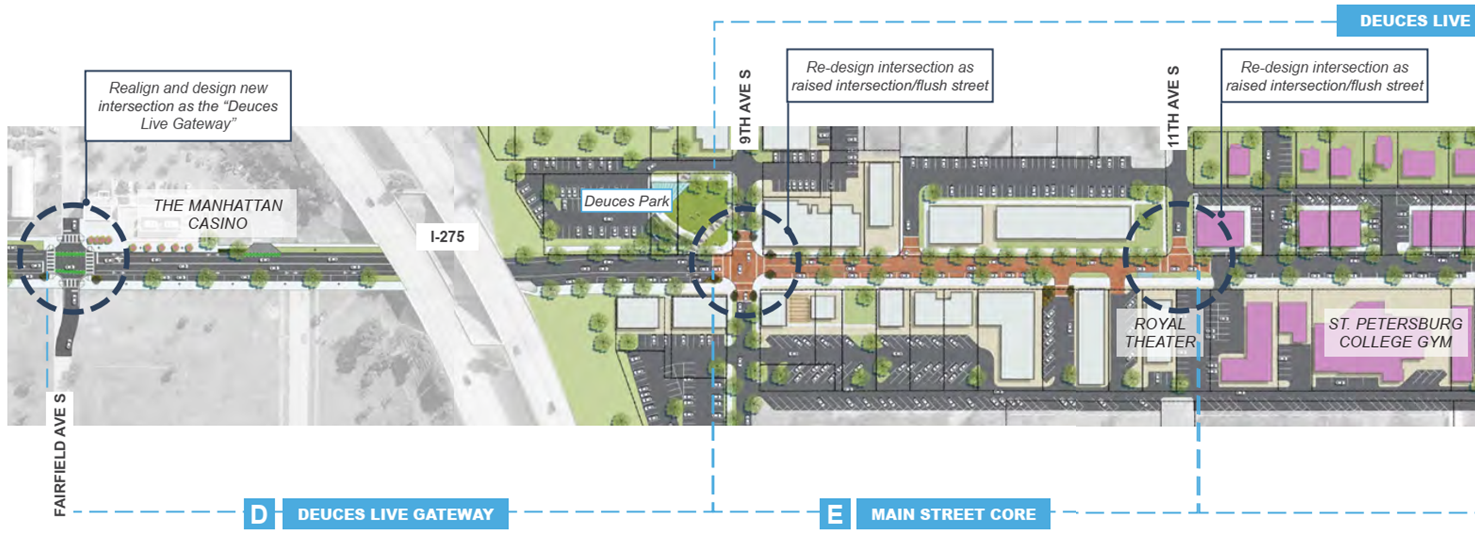 DEUCES LIVE
Realign and design new
intersection as the “Deuces
Live Gateway”
9TH AVE S
Re-design intersection as
raised intersection/flush street
11TH AVE S
Re-design intersection as
raised intersection/flush street
THE MANHATTAN
CASINO
I-275
Deuces Park
ROYAL
THEATER
ST. PETERSBURG
COLLEGE GYM
FAIRFIELD AVE S
D
DEUCES LIVE GATEWAY
E
MAIN STREET CORE